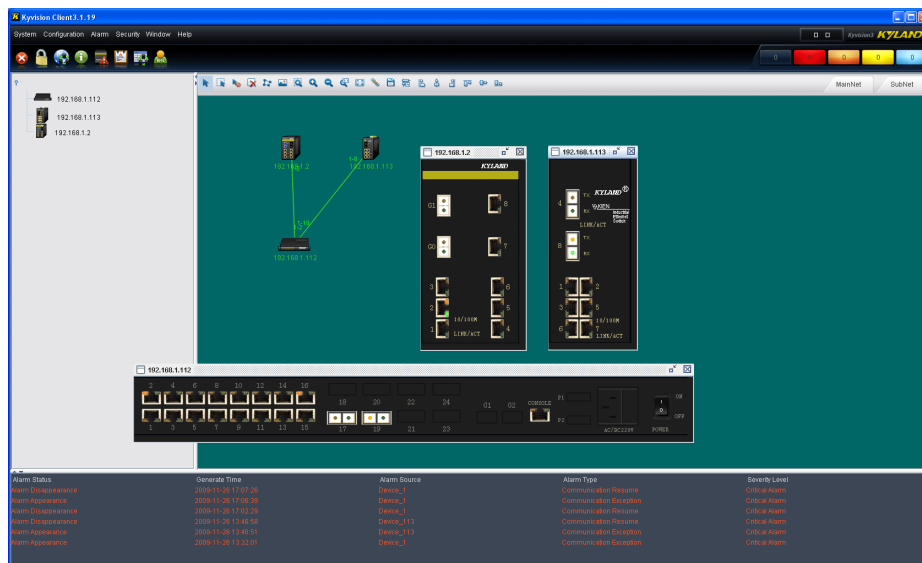 Kyvision Client3.1.19
System Configuration Alarm Security Window Help
Kyvision3 KYLAND
0 0 0 0
MainNet SubNet
192.168.1.112
192.168.1.113
192.168.1.2
192.168.1.2
1-8
192.168.1.113
1-19
192.168.1.112
192.168.1.2
KYLAND
G1 8
G0 7
3 6
2 5
10/100M
1 LINK/ACT 4
192.168.1.113
TX KYLAND®
4
RX
Industrial
Ethernet
Switch
LINK/ACT
TX
8
RX
1 2
3 5
10/100M
6 7
LINK/ACT
192.168.1.112
2 4 6 8 10 12 14 16
18 20 22 24
G1 G2 CONSOLE P1 ON
1 3 5 7 9 11 13 15
17 19 21 23
P2 OFF
AC/DC220V POWER
Alarm Status Generate Time Alarm Source Alarm Type Severity Level
Alarm Disappearance 2009-11-26 17:07:26 Device_1 Communication Resume Critical Alarm
Alarm Appearance 2009-11-26 17:06:39 Device_1 Communication Exception Critical Alarm
Alarm Disappearance 2009-11-26 17:02:29 Device_1 Communication Resume Critical Alarm
Alarm Disappearance 2009-11-26 13:46:58 Device_113 Communication Resume Critical Alarm
Alarm Appearance 2009-11-26 13:46:51 Device_113 Communication Exception Critical Alarm
Alarm Appearance 2009-11-26 13:32:01 Device_1 Communication Exception Critical Alarm